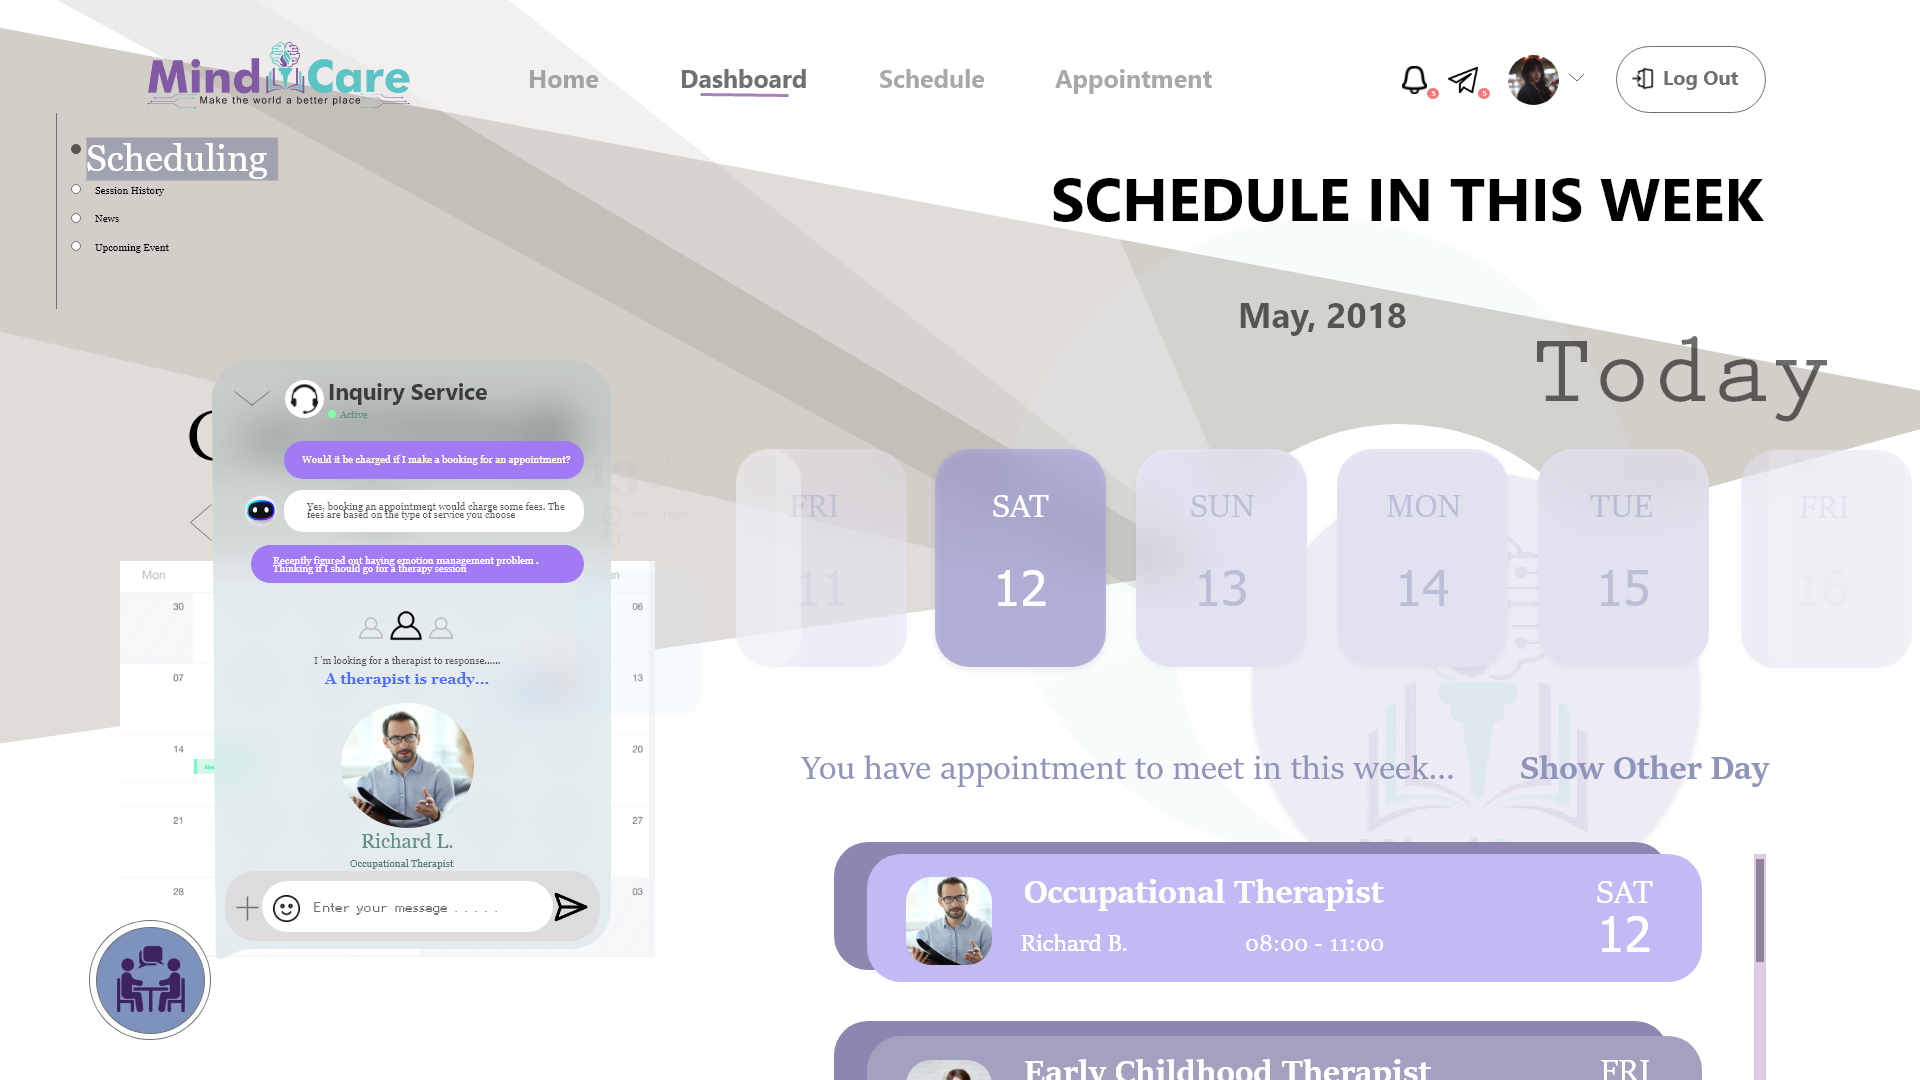 Mind Care
Make the world a better place
Home
Dashboard
Schedule
Appointment
5
5
Log Out
Scheduling
Session History
News
Upcoming Event
SCHEDULE IN THIS WEEK
May, 2018
Today
Inquiry Service
Active
Would it be charged if I make a booking for an appointment?
Yes, booking an appointment would charge some fees. The
fees are based on the type of service you choose
Recently figured out having emotion management problem .
Thinking if I should go for a therapy session
I 'm looking for a therapist to response......
A therapist is ready...
Richard L.
Occupational Therapist
Enter your message . . . . .
Mon
30
06
07
13
14
20
21
27
28
03
13
FRI
11
SAT
12
SUN
13
MON
14
TUE
15
FRI
16
You have appointment to meet in this week...
Show Other Day
Occupational Therapist
SAT
12
Richard B.
08:00 - 11:00
Early Childhood Therapist
FRI